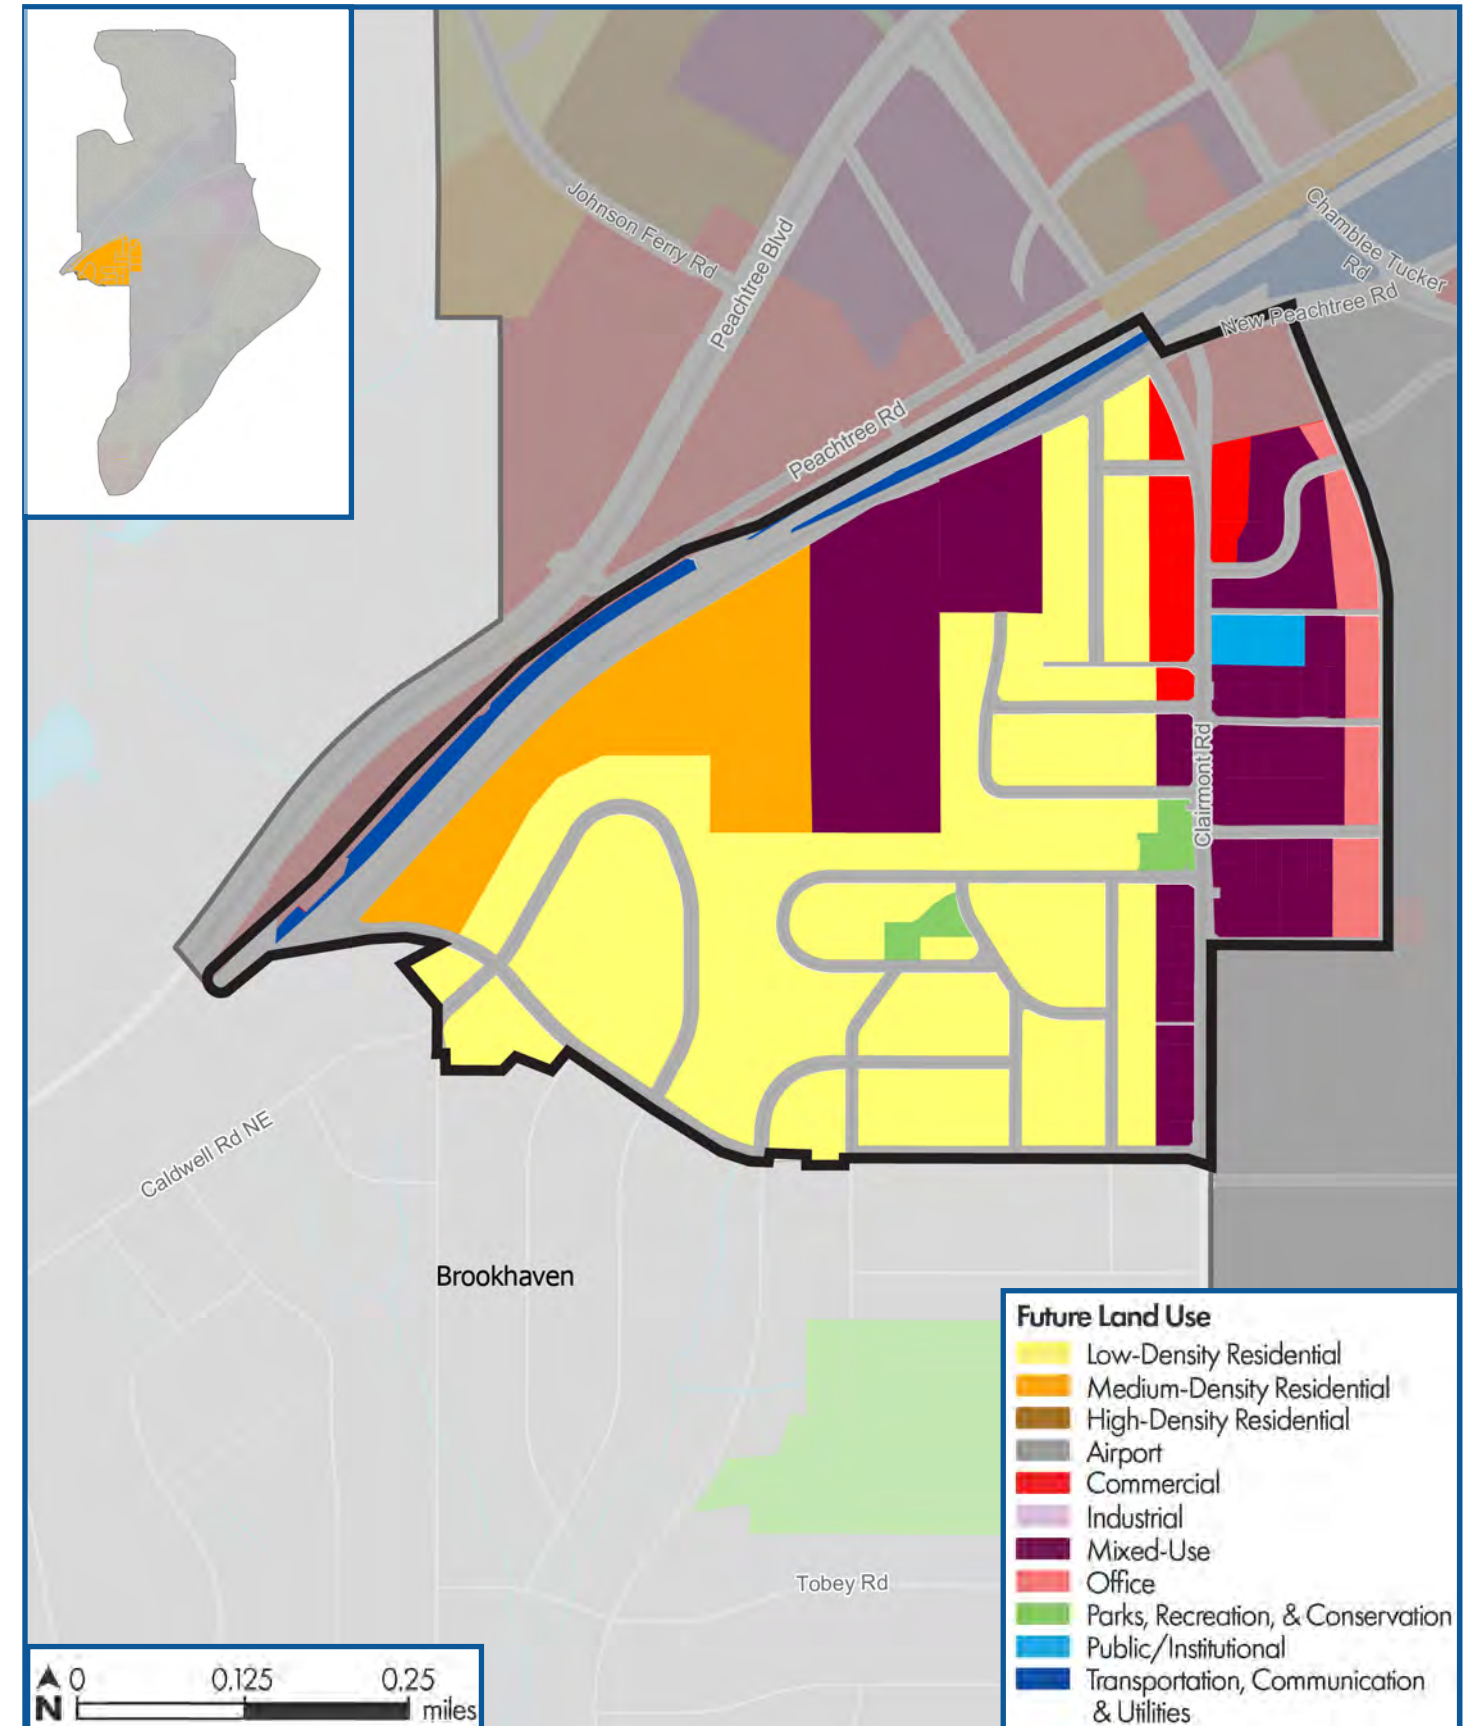 Johnson Ferry Rd
Peachtree Blvd
Chamblee Tucker
Rd
New Peachtree Rd
Peachtree Rd
Clairmont Rd
Caldwell Rd NE
Brookhaven
Tobey Rd
Future Land Use
Low-Density Residential
Medium-Density Residential
High-Density Residential
Airport
Commercial
Industrial
Mixed-Use
Office
Parks, Recreation, & Conservation
Public/Institutional
Transportation, Communication
& Utilities
0 0.125 0.25
N miles